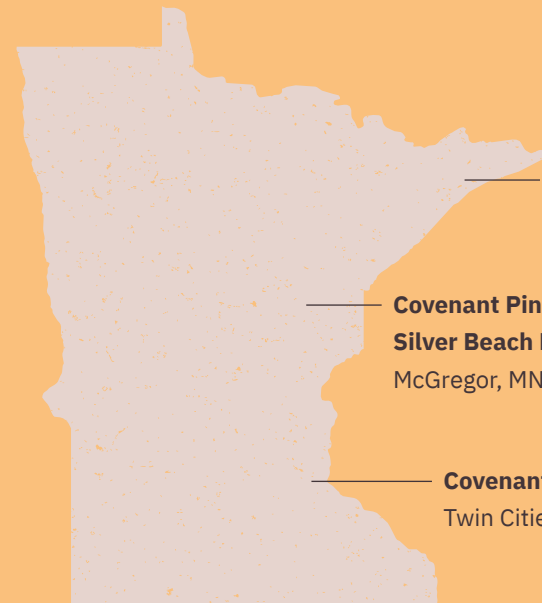 Covenant Pin
Silver Beach
McGregor, MN
Covenant
Twin Citie